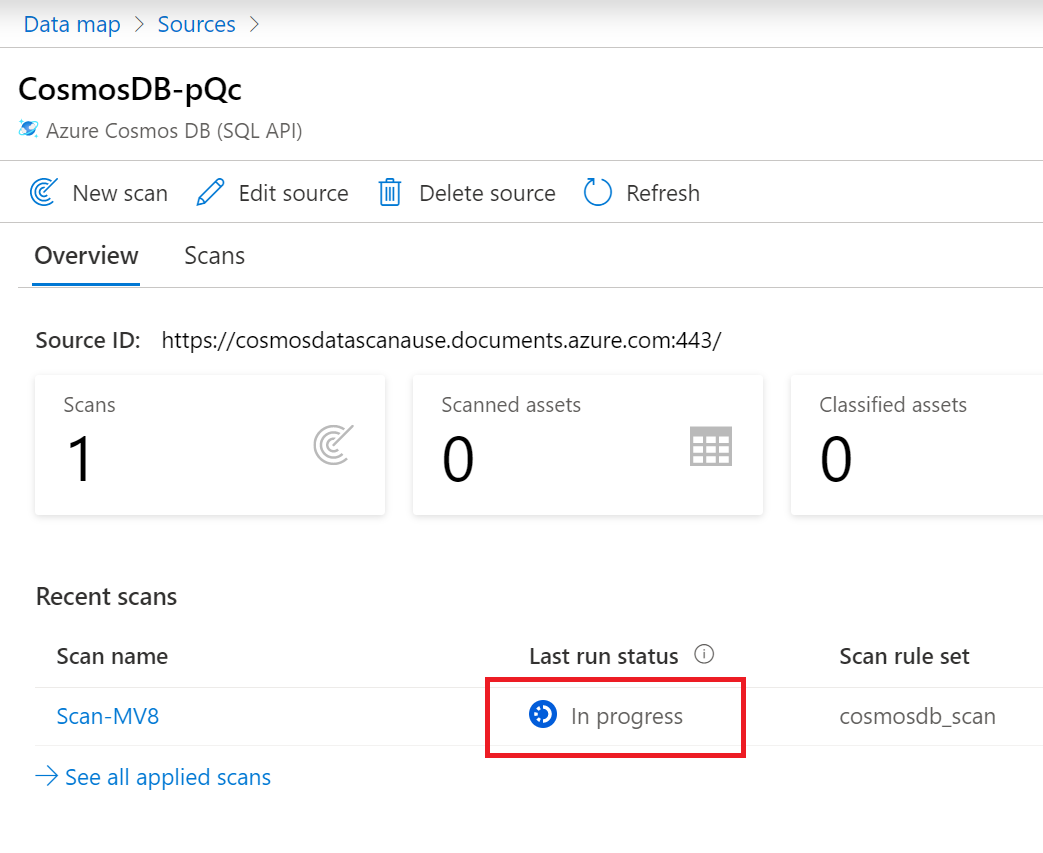 Data map > Sources >
CosmosDB-pQc
Azure Cosmos DB (SQL API)
New scan Edit source Delete source Refresh
Overview Scans
Source ID: https://cosmosdatascanause.documents.azure.com:443/
Scans Scanned assets Classified assets
1 0 0
Recent scans
Scan name Last run status Scan rule set
Scan-MV8 In progress cosmosdb_scan
→ See all applied scans